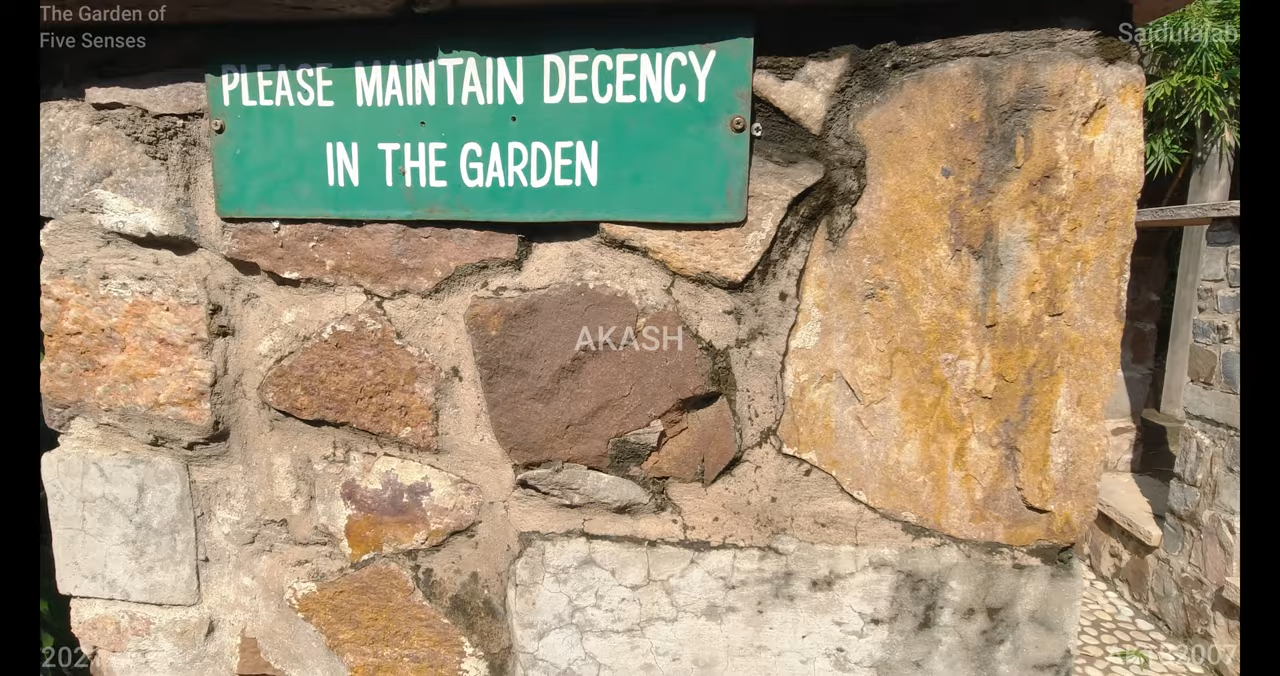 The Garden of
Five Senses
Saidulajab
PLEASE MAINTAIN DECENCY
IN THE GARDEN
AKASH